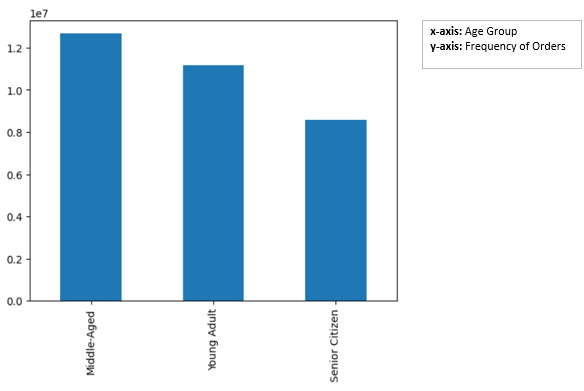 1e7
1.2
1.0
0.8
0.6
0.4
0.2
0.0
Middle-Aged
Young Adult
Senior Citizen
x-axis: Age Group
y-axis: Frequency of Orders